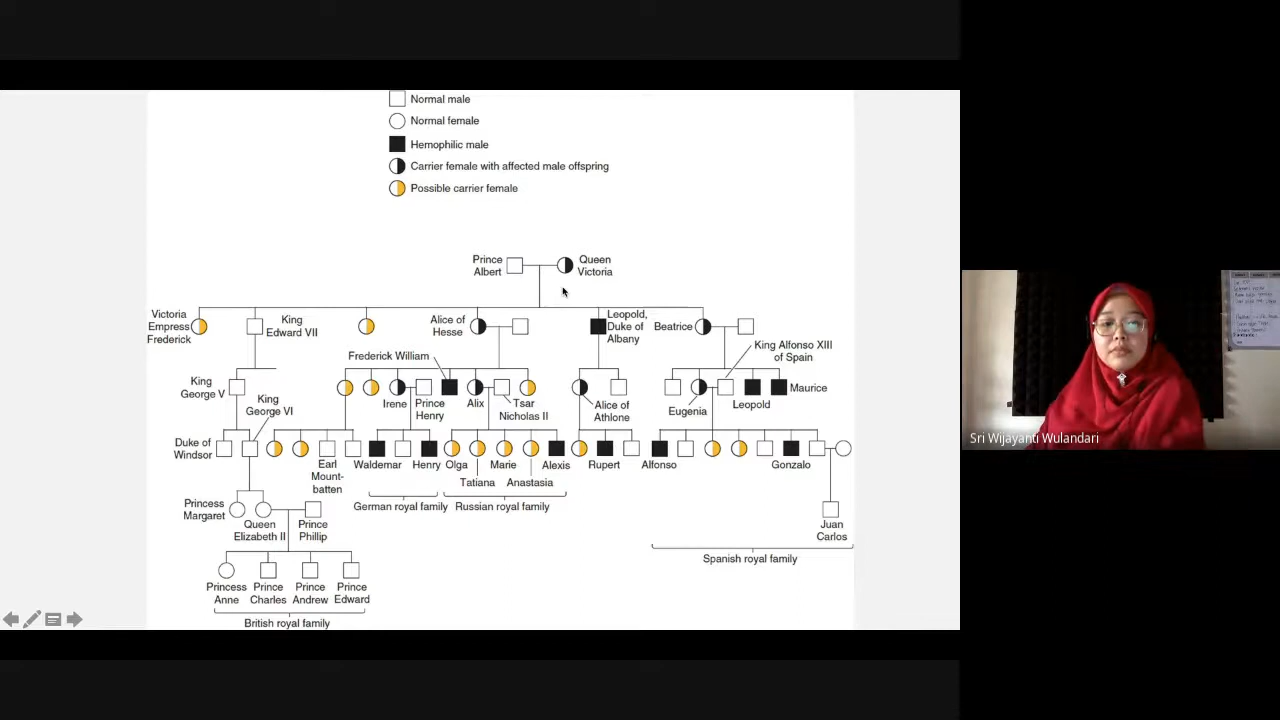 Normal male
Normal female
Hemophilic male
Carrier female with affected male offspring
Possible carrier female
Prince
Albert
Queen
Victoria
Victoria
Empress
Frederick
King
Edward VII
Alice of
Hesse
Leopold,
Duke of
Albany
Beatrice
Frederick William
King Alfonso XIII
of Spain
King
George V
King
George VI
Irene
Prince
Henry
Alix
Tsar
Nicholas II
Alice of
Athlone
Eugenia
Leopold
Maurice
Duke of
Windsor
Earl
Mount-
batten
Waldemar
Henry
Olga
Tatiana
Marie
Anastasia
Alexis
Rupert
Alfonso
Gonzalo
German royal family
Russian royal family
Princess
Margaret
Queen
Elizabeth II
Prince
Phillip
Juan
Carlos
Spanish royal family
Princess
Anne
Prince
Charles
Prince
Andrew
Prince
Edward
British royal family
Sri Wijayanti Wulandari